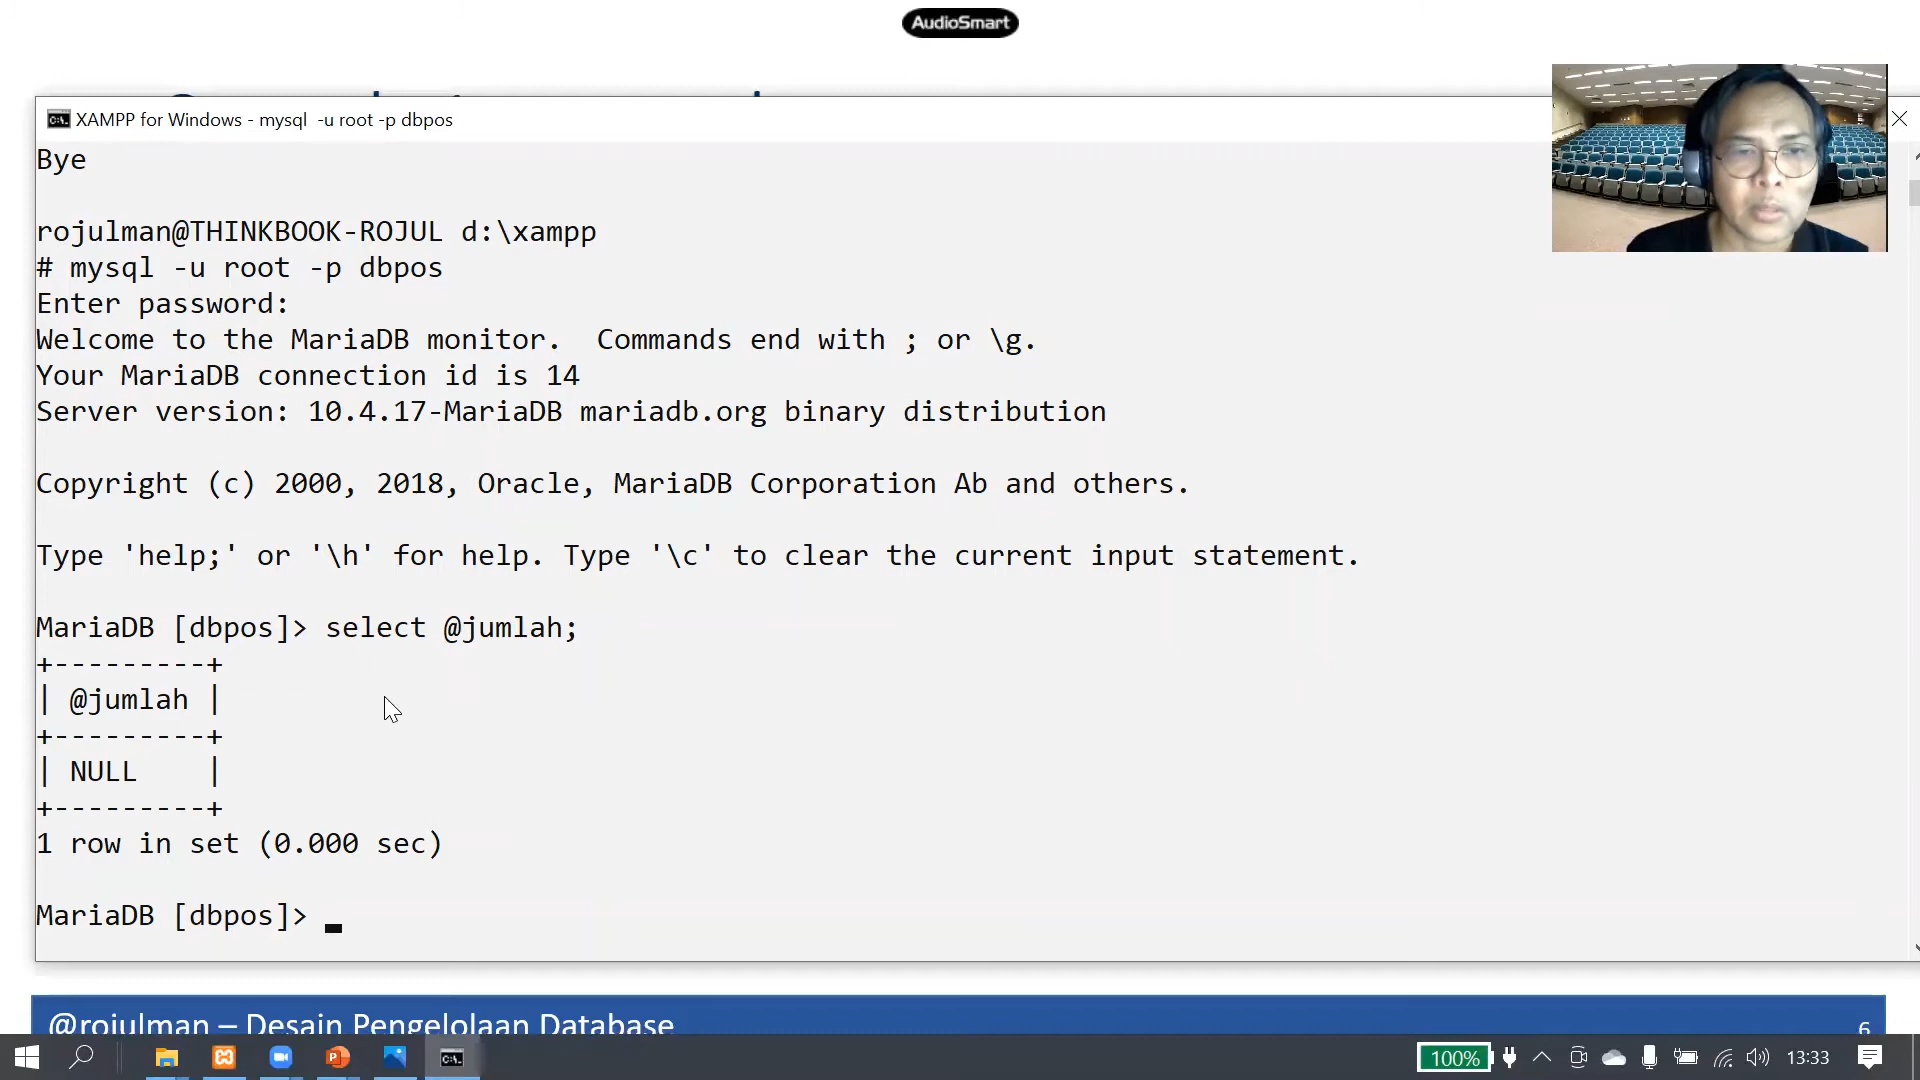 AudioSmart
XAMPP for Windows - mysql  -u root -p dbpos
Bye
rojulman@THINKBOOK-ROJUL d:\xampp
# mysql -u root -p dbpos
Enter password:
Welcome to the MariaDB monitor.  Commands end with ; or \g.
Your MariaDB connection id is 14
Server version: 10.4.17-MariaDB mariadb.org binary distribution
Copyright (c) 2000, 2018, Oracle, MariaDB Corporation Ab and others.
Type 'help;' or '\h' for help. Type '\c' to clear the current input statement.
MariaDB [dbpos]> select @jumlah;
+---------+
| @jumlah |
+---------+
| NULL    |
+---------+
1 row in set (0.000 sec)
MariaDB [dbpos]>
@rojulman – Desain Pengelolaan Database
6
100%
13:33